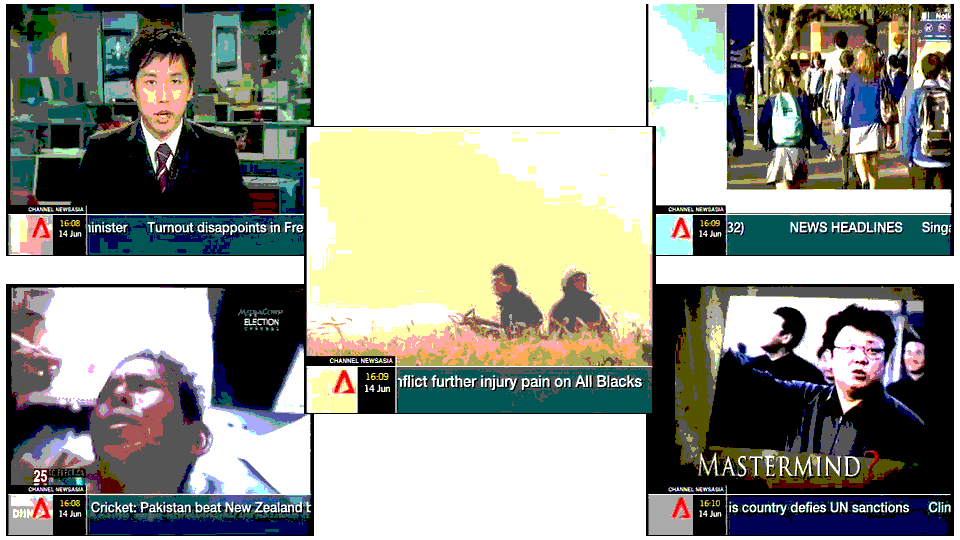 MEDIACORP
CHANNEL NEWSASIA
16:08
14 Jun
inister Turnout disappoints in Fre
CHANNEL NEWSASIA
16:09
14 Jun
32) NEWS HEADLINES Singa
CHANNEL NEWSASIA
16:09
14 Jun
nflict further injury pain on All Blacks
MEDIACORP
ELECTION
CHANNEL
25
CHANNEL NEWSASIA
16:08
14 Jun
Cricket: Pakistan beat New Zealand t
MASTERMIND?
CHANNEL NEWSASIA
16:10
14 Jun
is country defies UN sanctions Clin